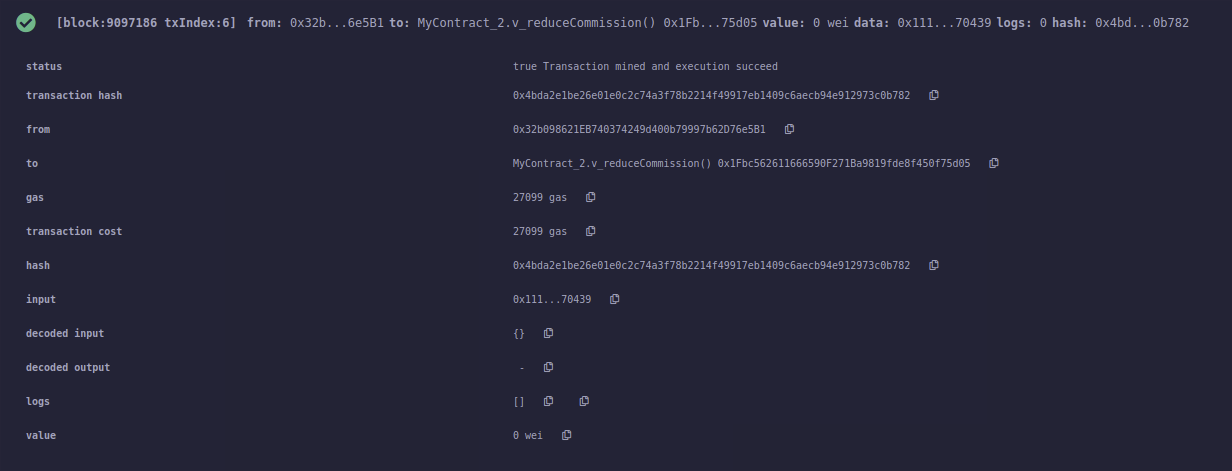 [block:9097186 txIndex:6] from: 0x32b...6e5B1 to: MyContract_2.v_reduceCommission() 0x1Fb...75d05 value: 0 wei data: 0x111...70439 logs: 0 hash: 0x4bd...0b782
status true Transaction mined and execution succeed
transaction hash 0x4bda2e1be26e01e0c2c74a3f78b2214f49917eb1409c6aecb94e912973c0b782
from 0x32b098621EB740374249d400b79997b62D76e5B1
to MyContract_2.v_reduceCommission() 0x1Fbc562611666590F271Ba9819fde8f450f75d05
gas 27099 gas
transaction cost 27099 gas
hash 0x4bda2e1be26e01e0c2c74a3f78b2214f49917eb1409c6aecb94e912973c0b782
input 0x111...70439
decoded input {}
decoded output -
logs []
value 0 wei